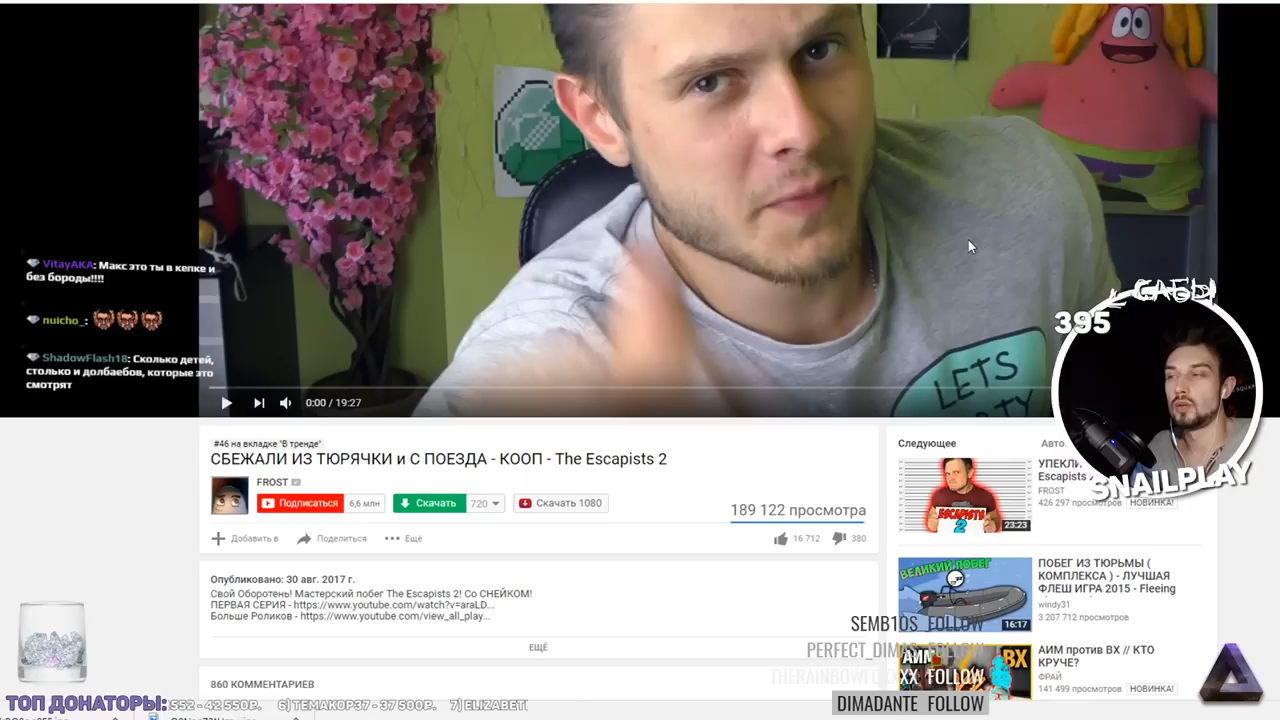 VitayAKA: Макс это ты в кепке и
без бороды!!!!
nuicho_:
ShadowFlash18: Сколько детей,
столько и долбаебов, которые это
смотрят
LETS
0:00 / 19:27
САБЫ
395
SNAILPLAY
#46 на вкладке "В тренде"
СБЕЖАЛИ ИЗ ТЮРЯЧКИ и С ПОЕЗДА - КООП - The Escapists 2
FROST
Подписаться 6,6 млн Скачать 720 Скачать 1080
189 122 просмотра
Добавить в Поделиться Ещё 16 712 380
Опубликовано: 30 авг. 2017 г.
Свой Оборотень! Мастерский побег The Escapists 2! Со СНЕЙКОМ!
ПЕРВАЯ СЕРИЯ - https://www.youtube.com/watch?v=araLD...
Больше Роликов - https://www.youtube.com/view_all_play...
ЕЩЁ
860 КОММЕНТАРИЕВ
Следующее Авто
ESCAPISTS
2
23:23
Escapists
FROST
426 297 просмотров НОВИНКА!
ВЕЛИКИЙ ПОБЕГ
16:17
ПОБЕГ ИЗ ТЮРЬМЫ (
КОМПЛЕКСА ) - ЛУЧШАЯ
ФЛЕШ ИГРА 2015 - Fleeing
windy31
3 207 712 просмотров
АИМ
ВХ
АИМ против ВХ // КТО
КРУЧЕ?
ФРАЙ
141 499 просмотров НОВИНКА!
SEMB1OS_ FOLLOW
FOLLOW
FOLLOW
DIMADANTE FOLLOW
ТОП ДОНАТОРЫ: - 42 550Р. 6) ТЕМАКОР37 - 37 500Р. 7) ELIZABET